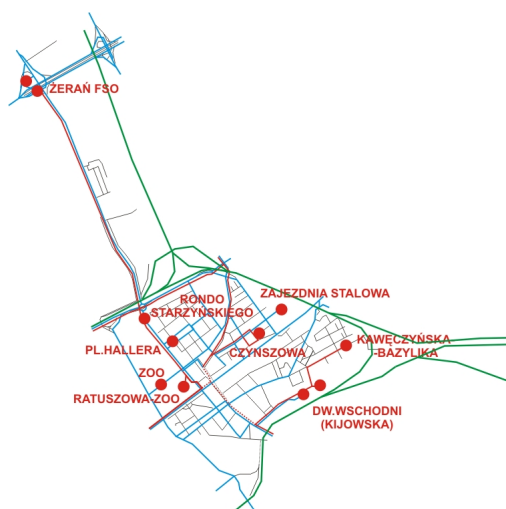 ŻERAŃ FSO
ZAJEZDNIA STALOWA
RONDO
STARZYŃSKIEGO
KAWĘCZYŃSKA
-BAZYLIKA
PL.HALLERA
CZYNSZOWA
ZOO
RATUSZOWA-ZOO
DW.WSCHODNI
(KIJOWSKA)